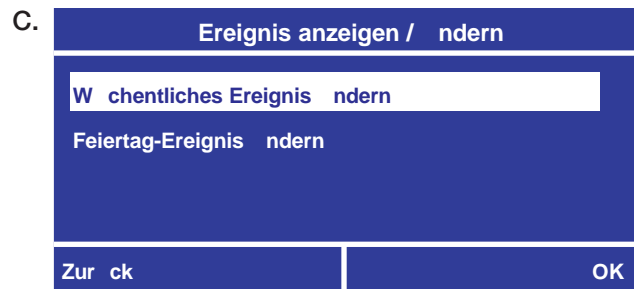 C.
Ereignis anzeigen / ndern
W chentliches Ereignis ndern
Feiertag-Ereignis ndern
Zur ck OK